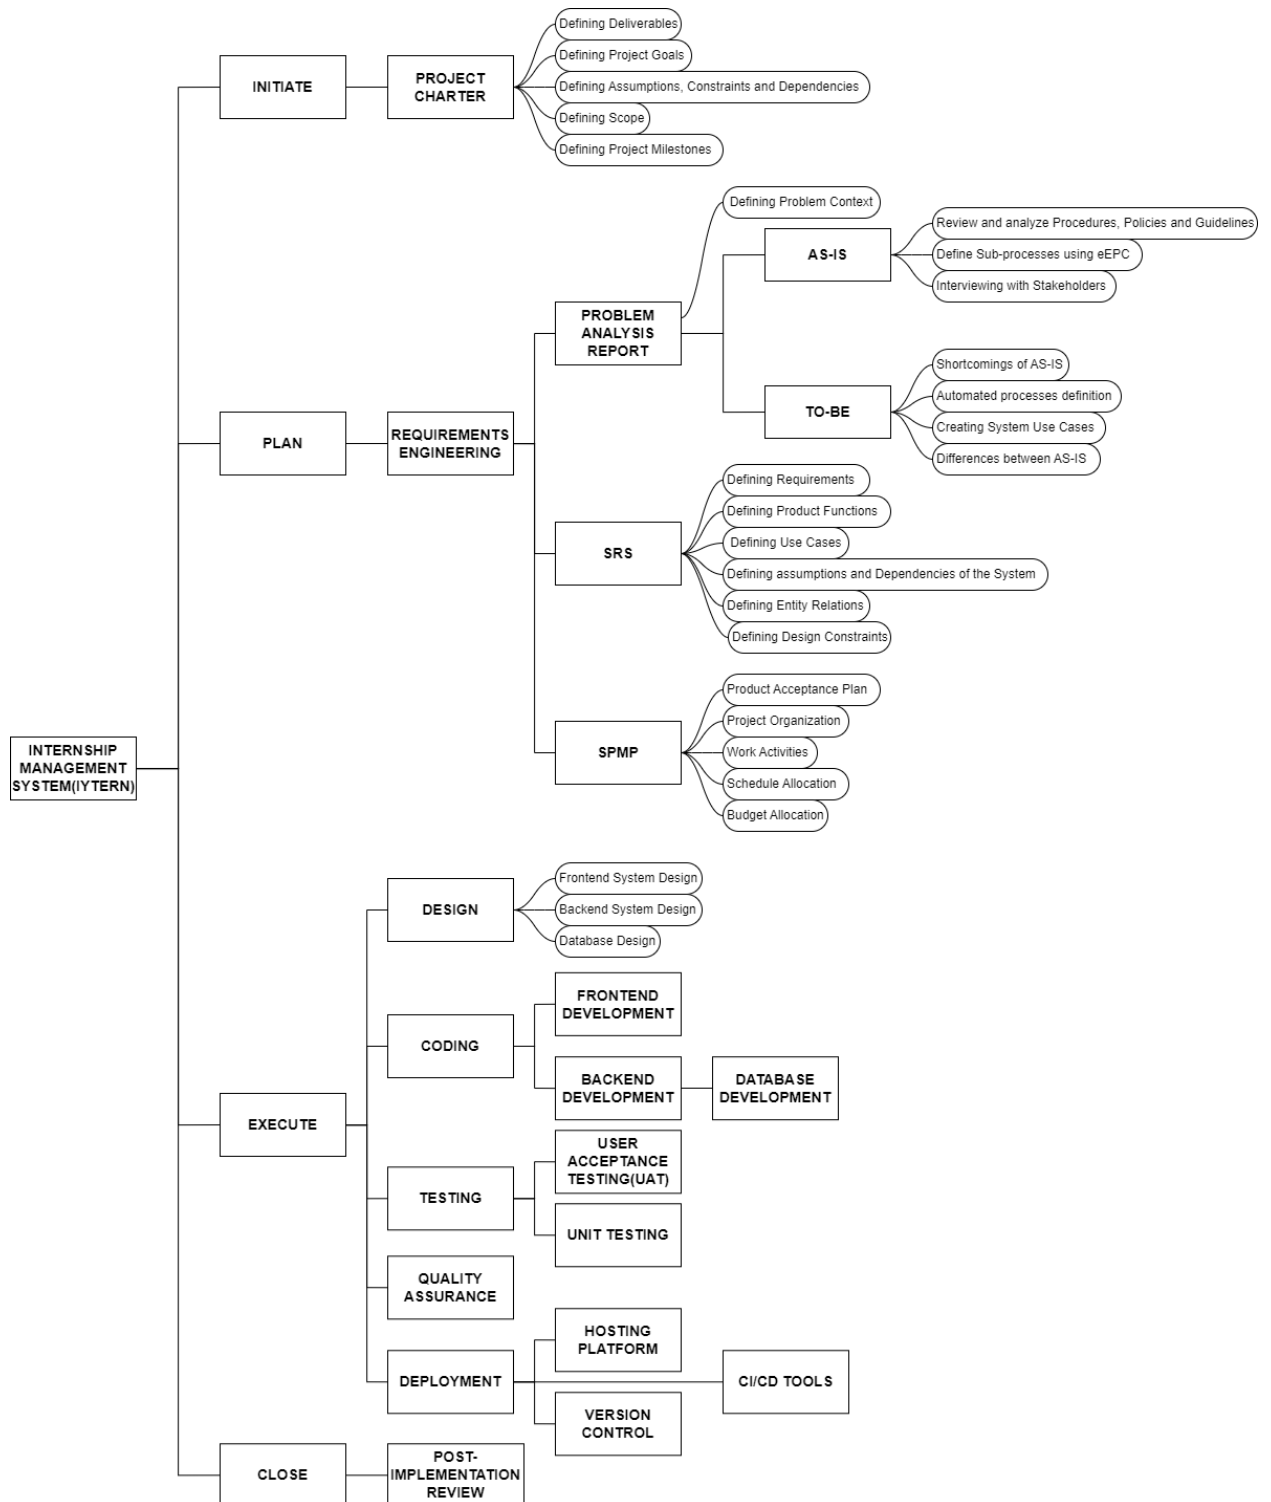 Defining Deliverables
Defining Project Goals
INITIATE
PROJECT
CHARTER
Defining Assumptions, Constraints and Dependencies
Defining Scope
Defining Project Milestones
Defining Problem Context
AS-IS
Review and analyze Procedures, Policies and Guidelines
Define Sub-processes using eEPC
Interviewing with Stakeholders
PROBLEM
ANALYSIS
REPORT
Shortcomings of AS-IS
Automated processes definition
TO-BE
Creating System Use Cases
Differences between AS-IS
PLAN
REQUIREMENTS
ENGINEERING
Defining Requirements
Defining Product Functions
SRS
Defining Use Cases
Defining assumptions and Dependencies of the System
Defining Entity Relations
Defining Design Constraints
Product Acceptance Plan
Project Organization
SPMP
Work Activities
Schedule Allocation
Budget Allocation
INTERNSHIP
MANAGEMENT
SYSTEM(IYTERN)
DESIGN
Frontend System Design
Backend System Design
Database Design
FRONTEND
DEVELOPMENT
CODING
BACKEND
DEVELOPMENT
DATABASE
DEVELOPMENT
EXECUTE
USER
ACCEPTANCE
TESTING(UAT)
TESTING
UNIT TESTING
QUALITY
ASSURANCE
HOSTING
PLATFORM
DEPLOYMENT
CI/CD TOOLS
VERSION
CONTROL
CLOSE
POST-
IMPLEMENTATION
REVIEW